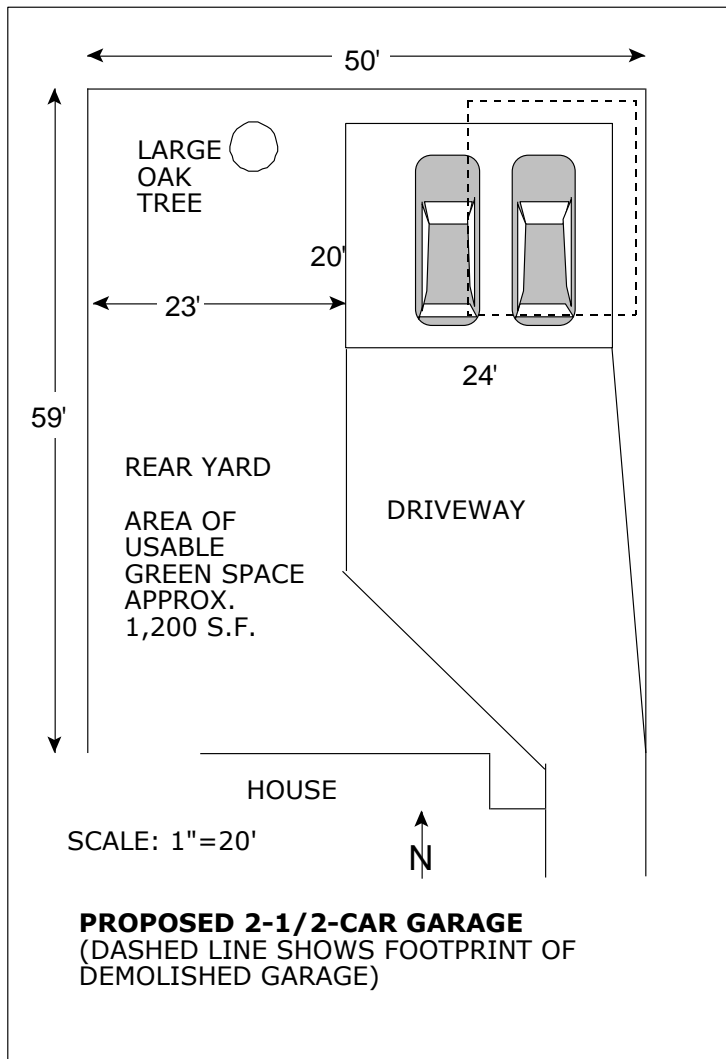 50'
LARGE
OAK
TREE
20'
23'
24'
59'
REAR YARD
DRIVEWAY
AREA OF
USABLE
GREEN SPACE
APPROX.
1,200 S.F.
HOUSE
SCALE: 1"=20'
N
PROPOSED 2-1/2-CAR GARAGE
(DASHED LINE SHOWS FOOTPRINT OF
DEMOLISHED GARAGE)